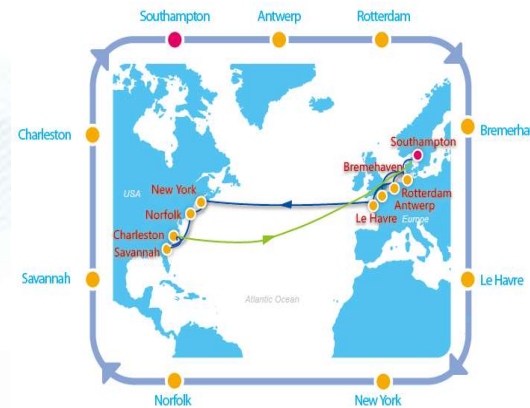 Southampton
Antwerp
Rotterdam
Charleston
Bremerha
Southampton
Bremehaven
USA
New York
Rotterdam
Norfolk
Antwerp
Le Havre
Europe
Charleston
Savannah
Savannah
Le Havre
Atlantic Ocean
Norfolk
New York